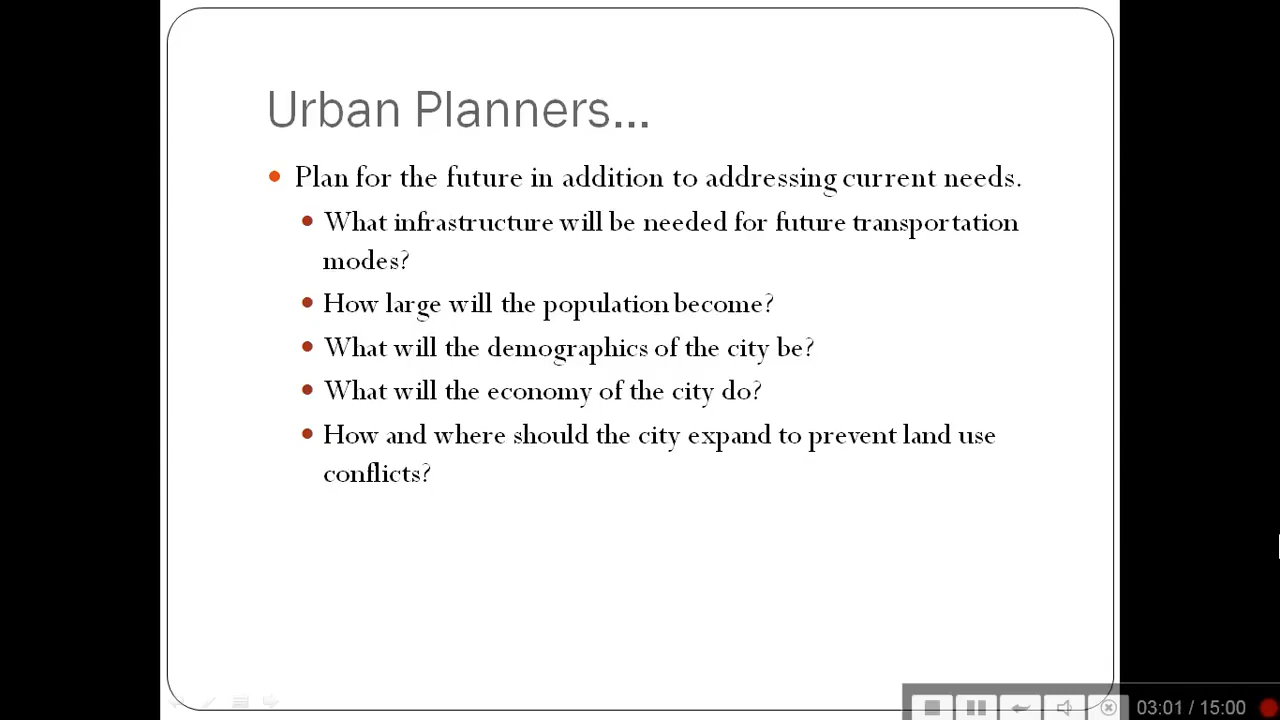 Urban Planners...
Plan for the future in addition to addressing current needs.
What infrastructure will be needed for future transportation
modes?
How large will the population become?
What will the demographics of the city be?
What will the economy of the city do?
How and where should the city expand to prevent land use
conflicts?
03:01 / 15:00